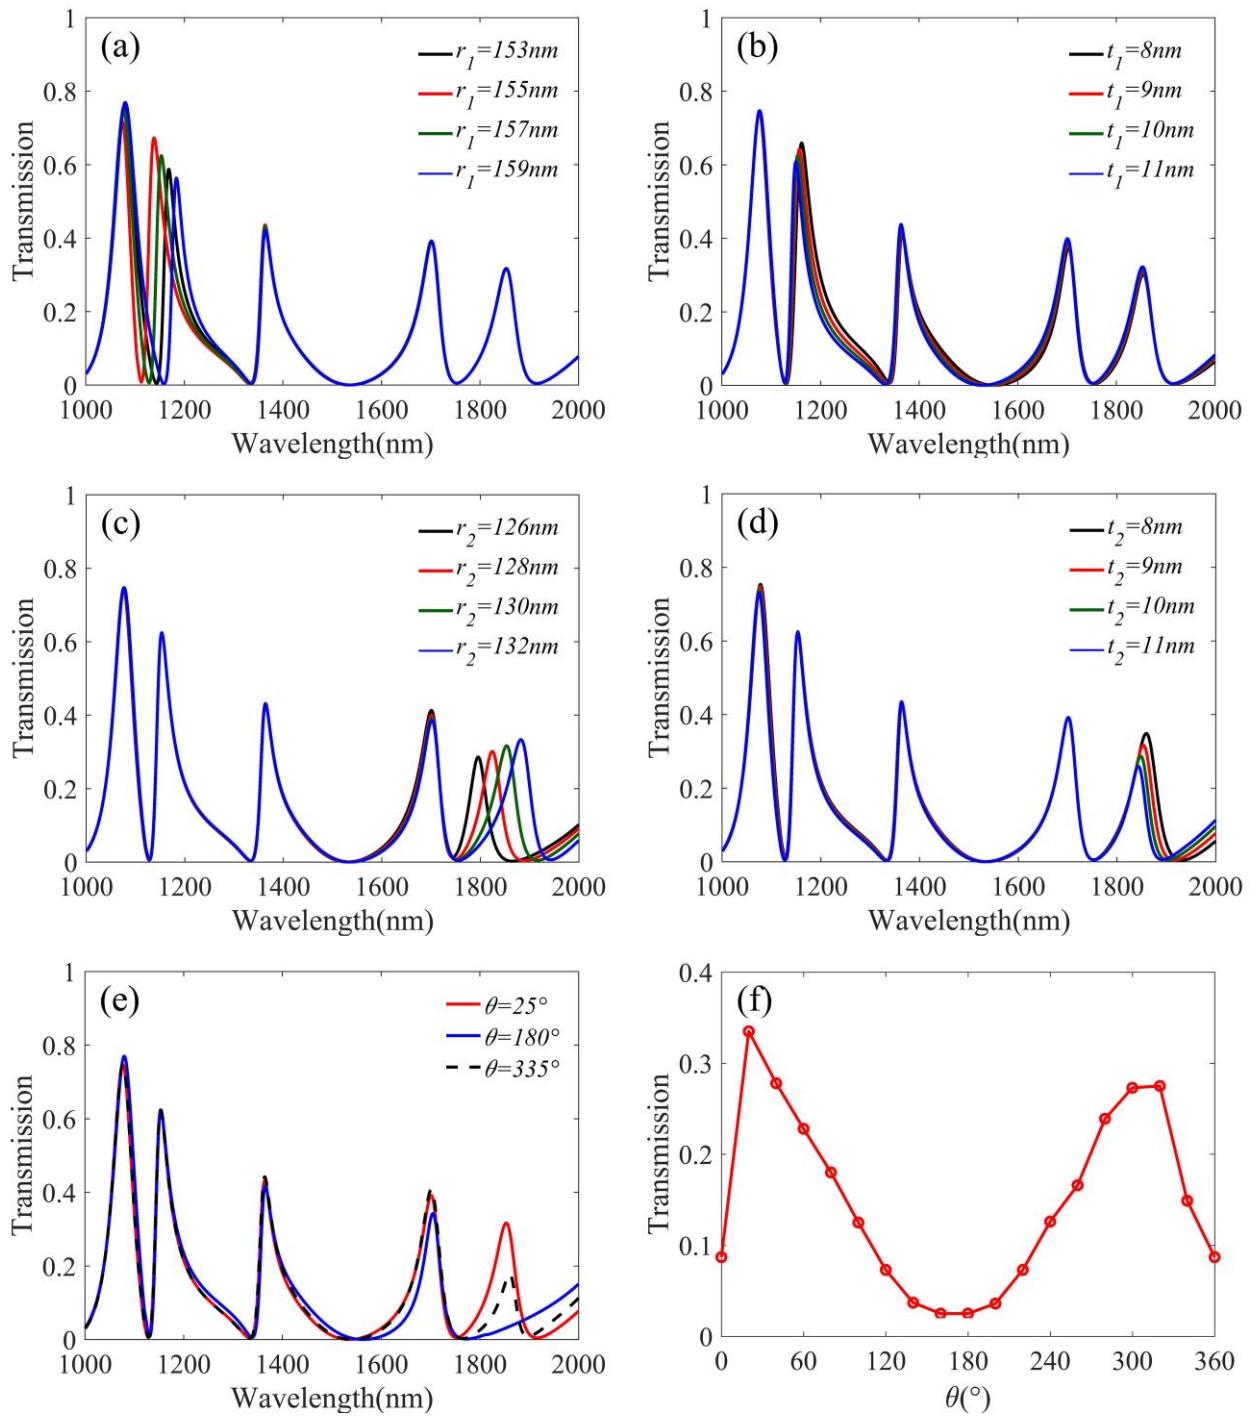 (a)
r1=153nm
r1=155nm
r1=157nm
r1=159nm
Transmission
1
0.8
0.6
0.4
0.2
0
1000 1200 1400 1600 1800 2000
Wavelength(nm)
(b)
t1=8nm
t1=9nm
t1=10nm
t1=11nm
Transmission
1
0.8
0.6
0.4
0.2
0
1000 1200 1400 1600 1800 2000
Wavelength(nm)
(c)
r2=126nm
r2=128nm
r2=130nm
r2=132nm
Transmission
1
0.8
0.6
0.4
0.2
0
1000 1200 1400 1600 1800 2000
Wavelength(nm)
(d)
t2=8nm
t2=9nm
t2=10nm
t2=11nm
Transmission
1
0.8
0.6
0.4
0.2
0
1000 1200 1400 1600 1800 2000
Wavelength(nm)
(e)
θ=25°
θ=180°
θ=335°
Transmission
1
0.8
0.6
0.4
0.2
0
1000 1200 1400 1600 1800 2000
Wavelength(nm)
(f)
Transmission
0.4
0.3
0.2
0.1
0
0 60 120 180 240 300 360
θ(°)